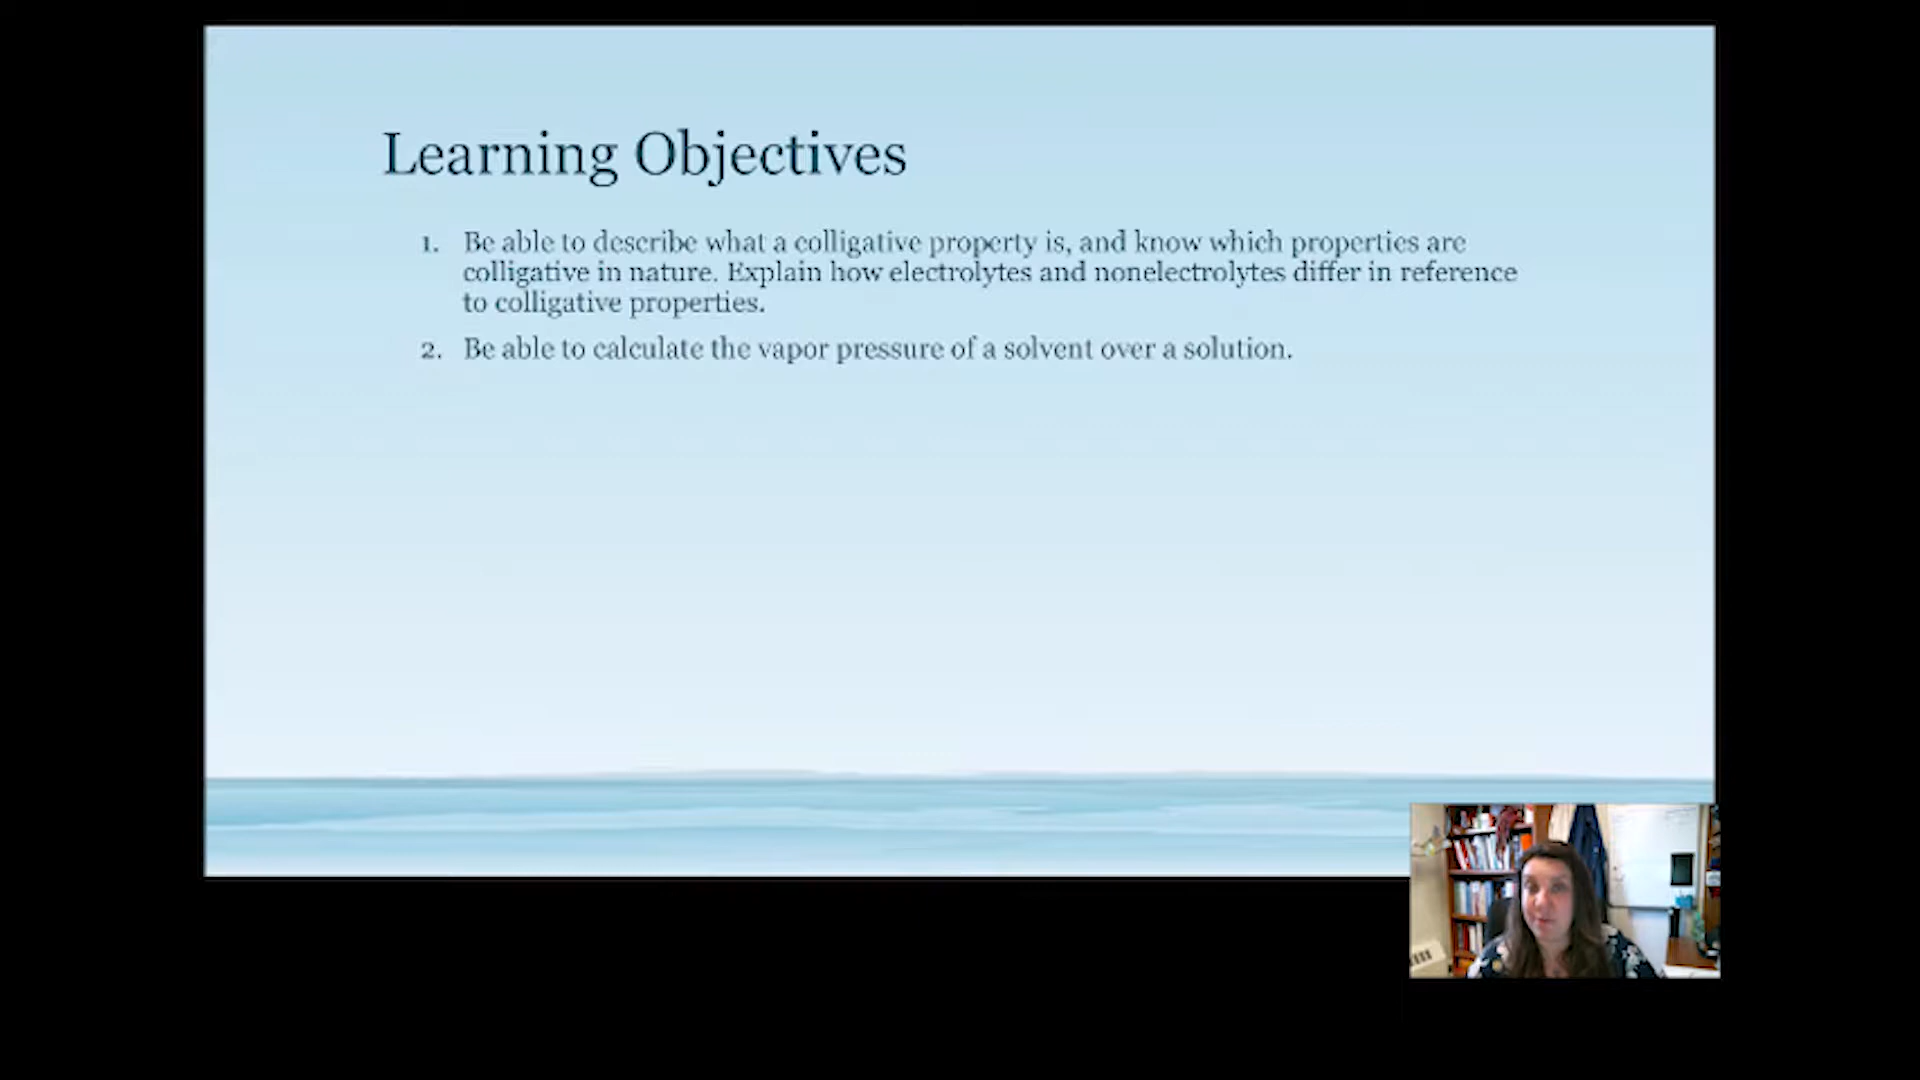 Learning Objectives
1. Be able to describe what a colligative property is, and know which properties are
colligative in nature. Explain how electrolytes and nonelectrolytes differ in reference
to colligative properties.
2. Be able to calculate the vapor pressure of a solvent over a solution.